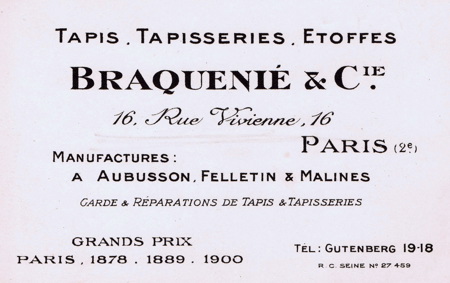 TAPIS, TAPISSERIES, ETOFFES
BRAQUENIÉ & CIE.
16, Rue Vivienne, 16
PARIS (2e)
MANUFACTURES:
A AUBUSSON, FELLETIN & MALINES
GARDE & RÉPARATIONS DE TAPIS & TAPISSERIES
GRANDS PRIX
PARIS, 1878. 1889. 1900
TÉL: GUTENBERG 19-18
R. C. SEINE No 27 459